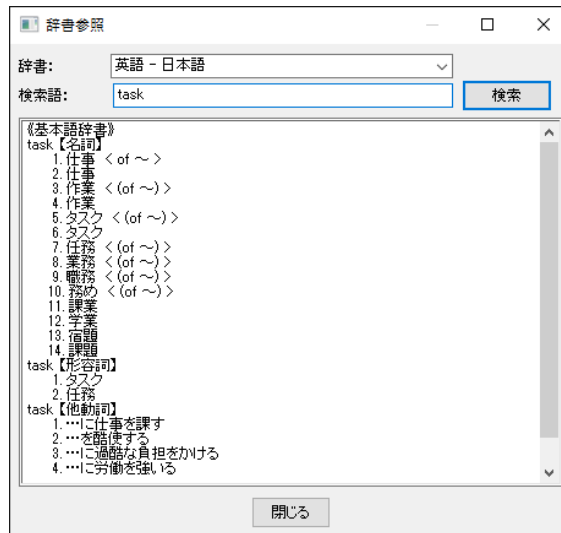 辞書参照
辞書: 英語 - 日本語
検索語: task 検索
《基本語辞書》
task【名詞】
1.仕事 < of ～ >
2.仕事
3.作業 < (of ～) >
4.作業
5.タスク < (of ～) >
6.タスク
7.任務 < (of ～) >
8.業務 < (of ～) >
9.職務 < (of ～) >
10.務め < (of ～) >
11.課業
12.学業
13.宿題
14.課題
task【形容詞】
1.タスク
2.任務
task【他動詞】
1.…に仕事を課す
2.…を酷使する
3.…に過酷な負担をかける
4.…に労働を強いる
閉じる